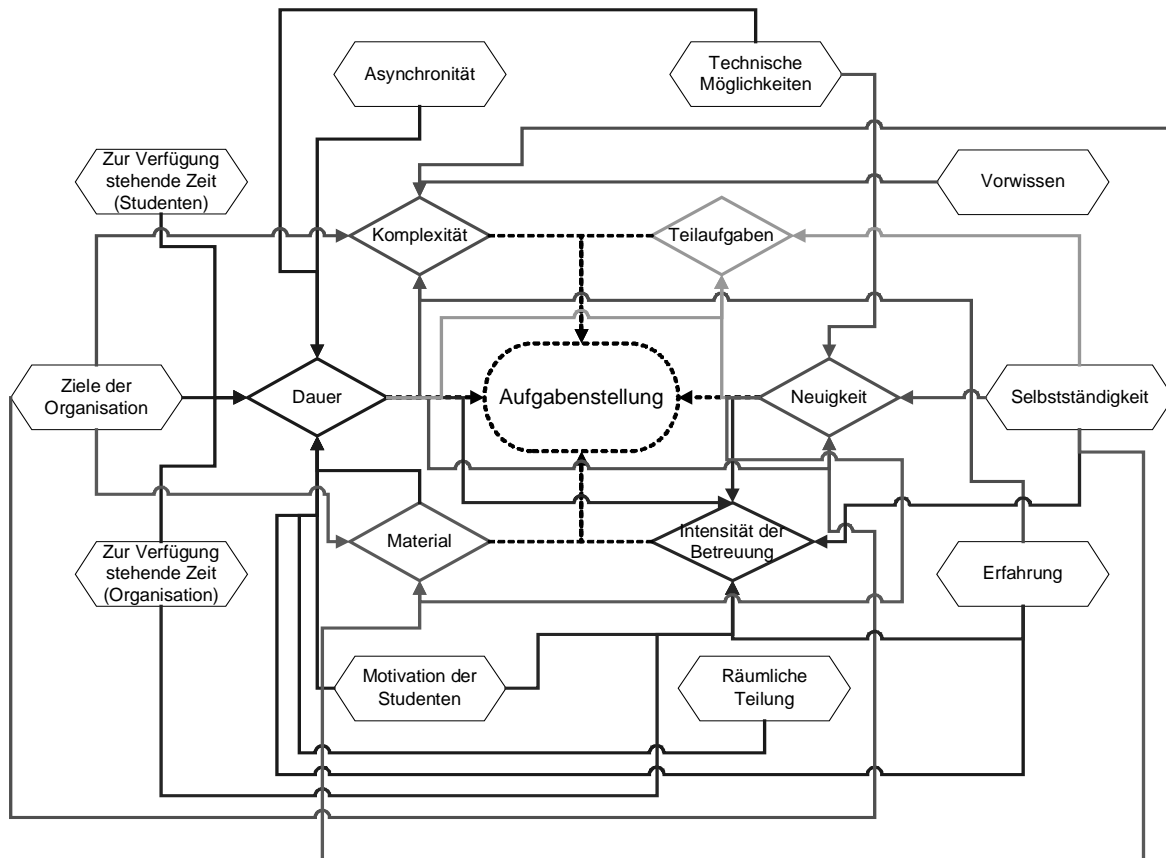 Asynchronität
Technische
Möglichkeiten
Zur Verfügung
stehende Zeit
(Studenten)
Vorwissen
Komplexität
Teilaufgaben
Ziele der
Organisation
Dauer
Aufgabenstellung
Neuigkeit
Selbstständigkeit
Zur Verfügung
stehende Zeit
(Organisation)
Material
Intensität der
Betreuung
Erfahrung
Motivation der
Studenten
Räumliche
Teilung